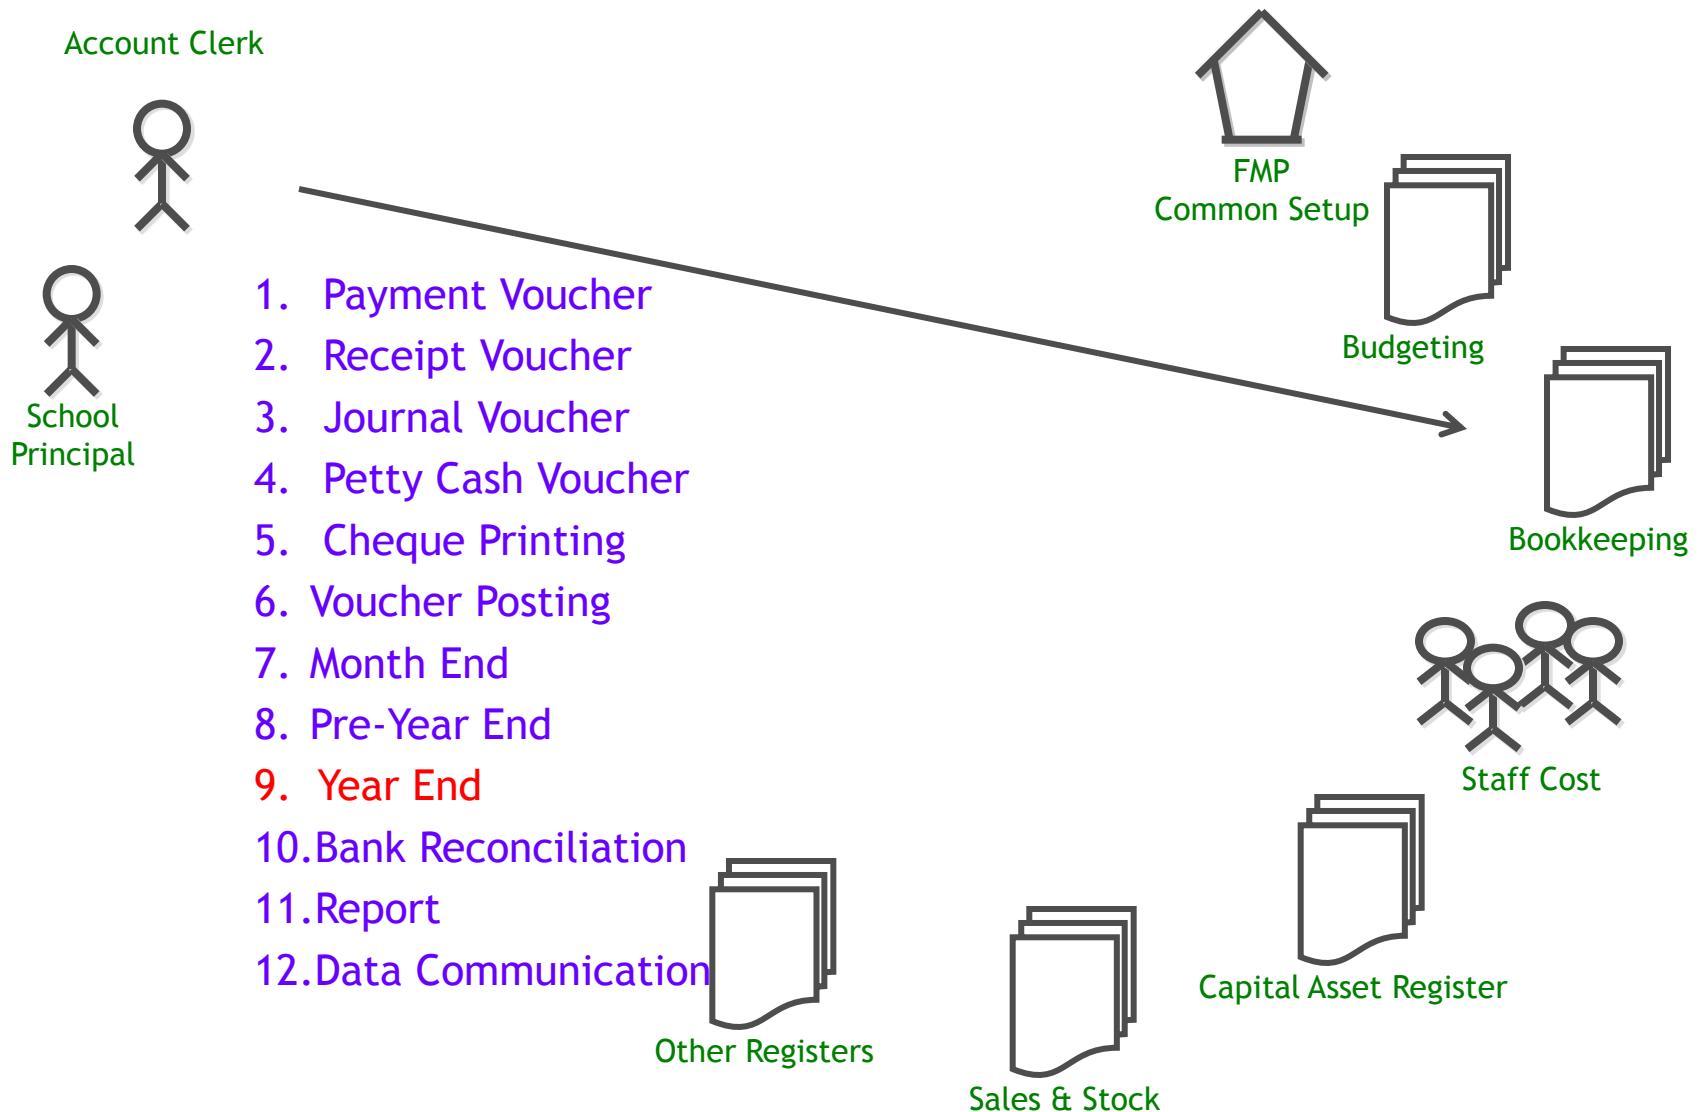 Account Clerk
FMP
Common Setup
Budgeting
School
Principal
1. Payment Voucher
2. Receipt Voucher
3. Journal Voucher
4. Petty Cash Voucher
5. Cheque Printing
6. Voucher Posting
7. Month End
8. Pre-Year End
9. Year End
10.Bank Reconciliation
11.Report
12.Data Communication
Bookkeeping
Staff Cost
Capital Asset Register
Other Registers
Sales & Stock